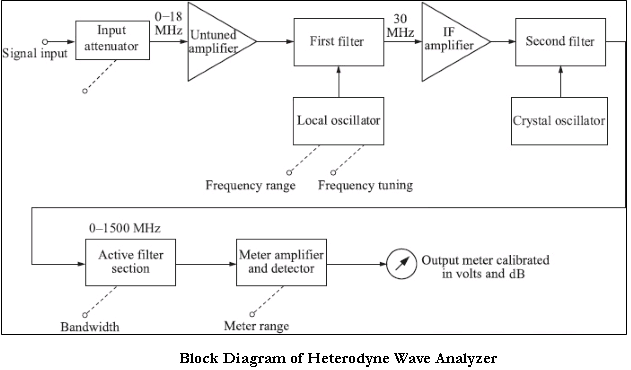 0–18
MHz
30
MHz
Signal input
Input
attenuator
Untuned
amplifier
First filter
IF
amplifier
Second filter
Local oscillator
Crystal oscillator
Frequency range
Frequency tuning
0–1500 MHz
Active filter
section
Meter amplifier
and detector
Output meter calibrated
in volts and dB
Bandwidth
Meter range
Block Diagram of Heterodyne Wave Analyzer